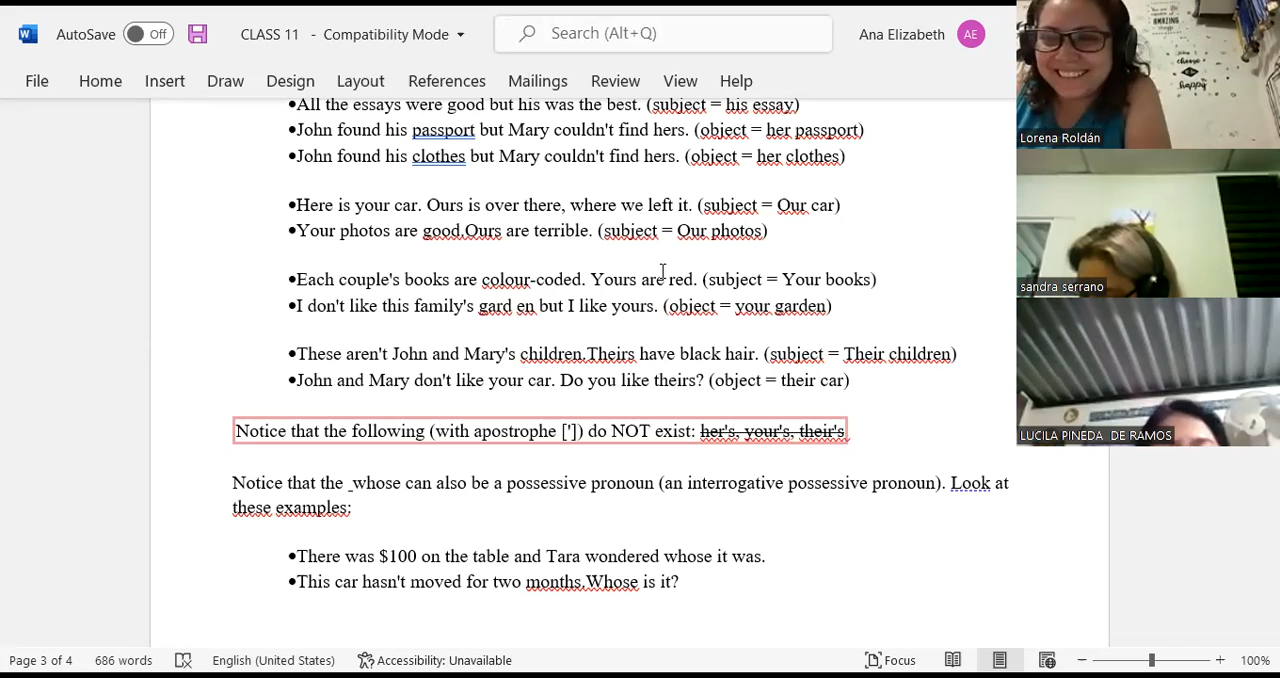 AutoSave Off CLASS 11 - Compatibility Mode Search (Alt+Q) Ana Elizabeth AE
File Home Insert Draw Design Layout References Mailings Review View Help
•All the essays were good but his was the best. (subject = his essay)
•John found his passport but Mary couldn't find hers. (object = her passport)
•John found his clothes but Mary couldn't find hers. (object = her clothes)
•Here is your car. Ours is over there, where we left it. (subject = Our car)
•Your photos are good.Ours are terrible. (subject = Our photos)
•Each couple's books are colour-coded. Yours are red. (subject = Your books)
•I don't like this family's gard en but I like yours. (object = your garden)
•These aren't John and Mary's children.Theirs have black hair. (subject = Their children)
•John and Mary don't like your car. Do you like theirs? (object = their car)
Notice that the following (with apostrophe [']) do NOT exist: her's, your's, their's
Notice that the _whose can also be a possessive pronoun (an interrogative possessive pronoun). Look at
these examples:
•There was $100 on the table and Tara wondered whose it was.
•This car hasn't moved for two months.Whose is it?
Page 3 of 4 686 words English (United States) Accessibility: Unavailable Focus 100%
AMAZING
choose
happy
Lorena Roldán
sandra serrano
LUCILA PINEDA DE RAMOS